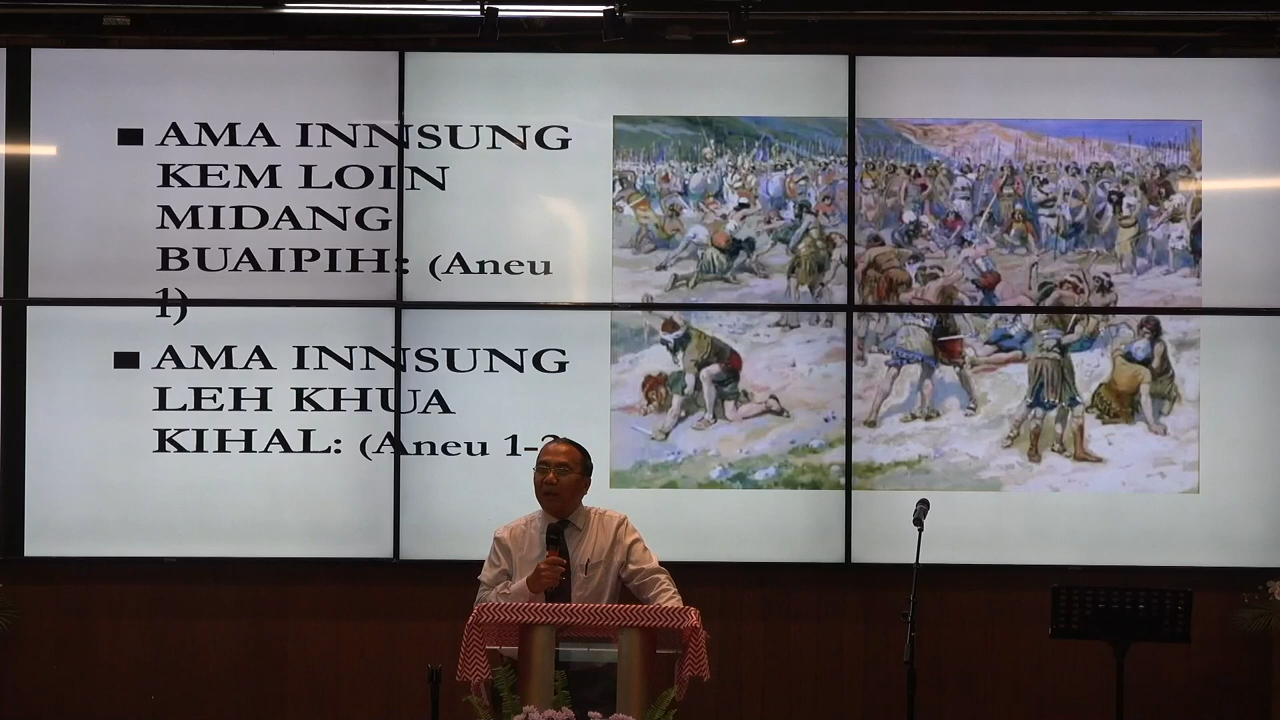 AMA INNSUNG
KEM LOIN
MIDANG
BUAIPIH: (Aneu
1)
AMA INNSUNG
LEH KHUA
KIHAL: (Aneu